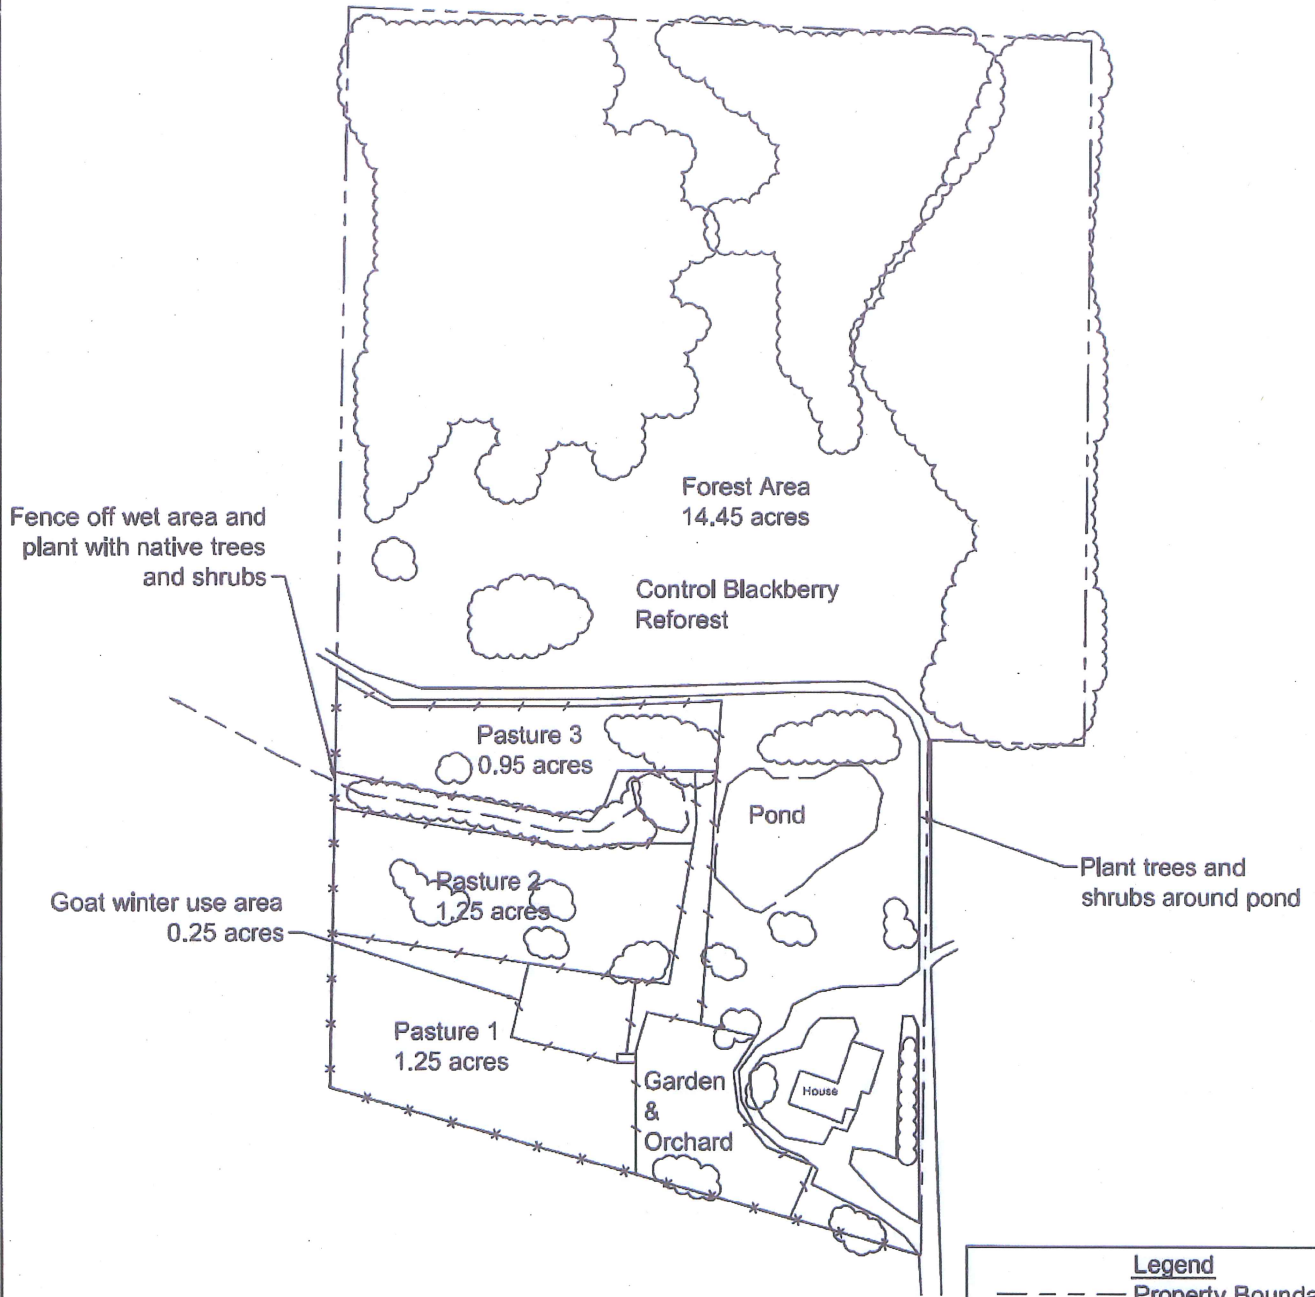 Forest Area
14.45 acres
Fence off wet area and
plant with native trees
and shrubs
Control Blackberry
Reforest
Pasture 3
0.95 acres
Pond
Plant trees and
shrubs around pond
Pasture 2
1.25 acres
Goat winter use area
0.25 acres
Pasture 1
1.25 acres
Garden
&
Orchard
House
Legend
Property Bounda